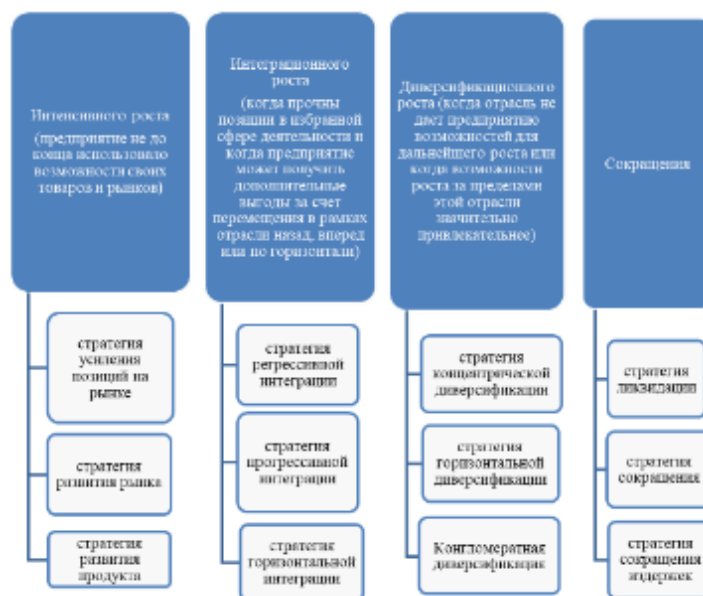 Интенсивного роста
(предприятие не до
конца использовало
возможности своих
товаров и рынков)
стратегия
усиления
позиций на
рынке
стратегия
развития рынка
стратегия
развития
продукта
Интеграционного
роста
(когда прочны
позиции в избранной
сфере деятельности и
когда предприятие
может получить
дополнительные
выгоды за счет
перемещения в рамках
отрасли назад, вперед
или по горизонтали)
стратегия
регрессивной
интеграции
стратегия
прогрессивной
интеграции
стратегия
горизонтальной
интеграции
Диверсификационного
роста (когда отрасль не
дает предприятию
возможностей для
дальнейшего роста или
когда возможности
роста за пределами
этой отрасли
значительно
привлекательнее)
стратегия
концентрической
диверсификации
стратегия
горизонтальной
диверсификации
Конгломератная
диверсификация
Сокращения
стратегия
ликвидации
стратегия
сокращения
стратегия
сокращения
издержек